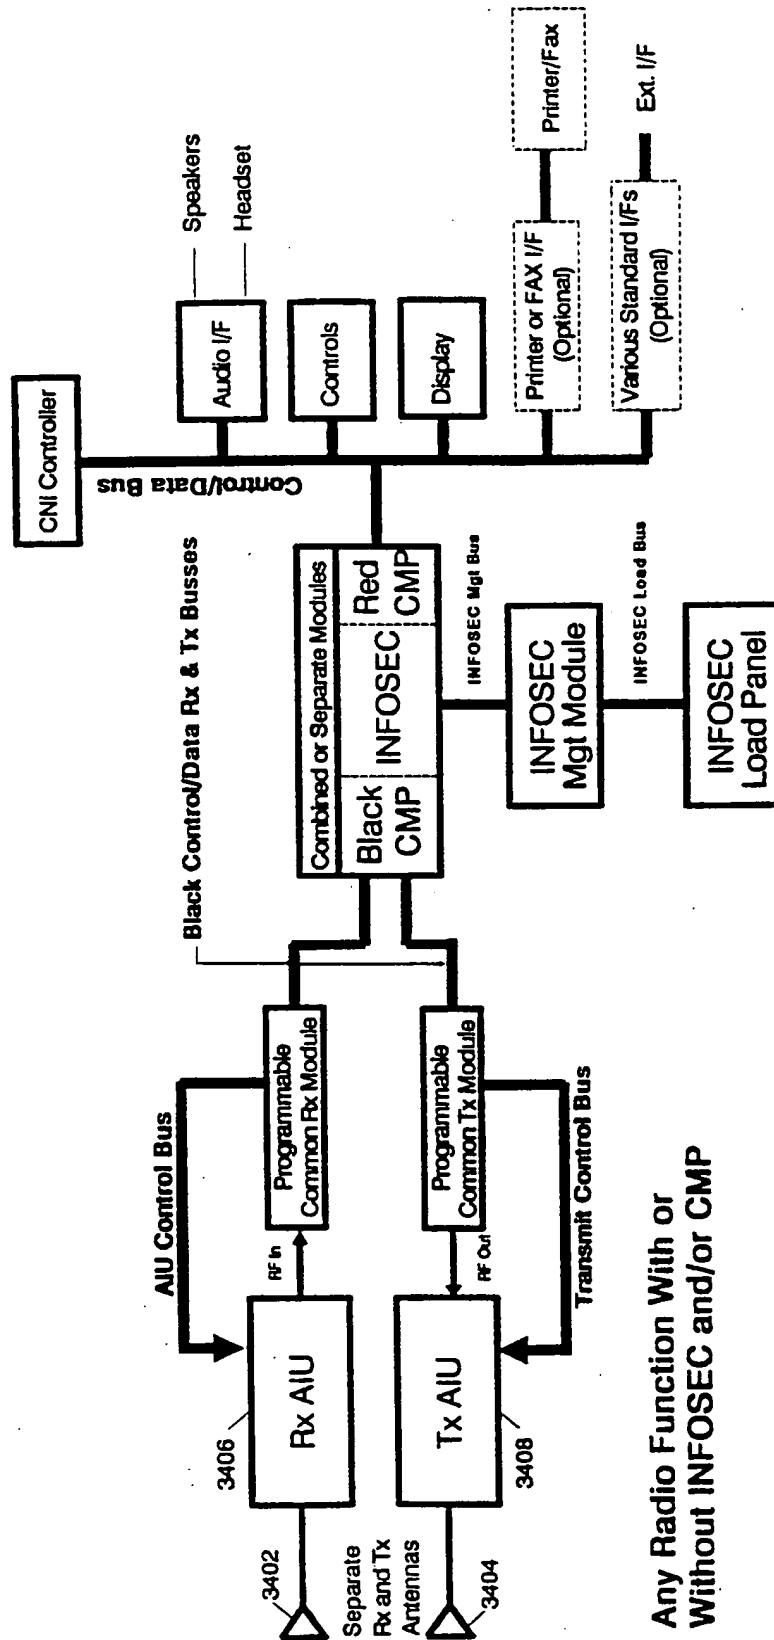 CNI Controller
Control/Data Bus
Audio I/F
Speakers
Headset
Controls
Display
Printer or FAX I/F
(Optional)
Printer/Fax
Various Standard I/Fs
(Optional)
Ext. I/F
Black Control/Data Rx & Tx Busses
Combined or Separate Modules
Black
CMP
INFOSEC
Red
CMP
INFOSEC Mgt Bus
INFOSEC
Mgt Module
INFOSEC Load Bus
INFOSEC
Load Panel
AIU Control Bus
Programmable
Common Rx Module
RF In
Rx AIU
3406
3402
Separate
Rx and Tx
Antennas
3404
Tx AIU
3408
RF Out
Programmable
Common Tx Module
Transmit Control Bus
Any Radio Function With or
Without INFOSEC and/or CMP